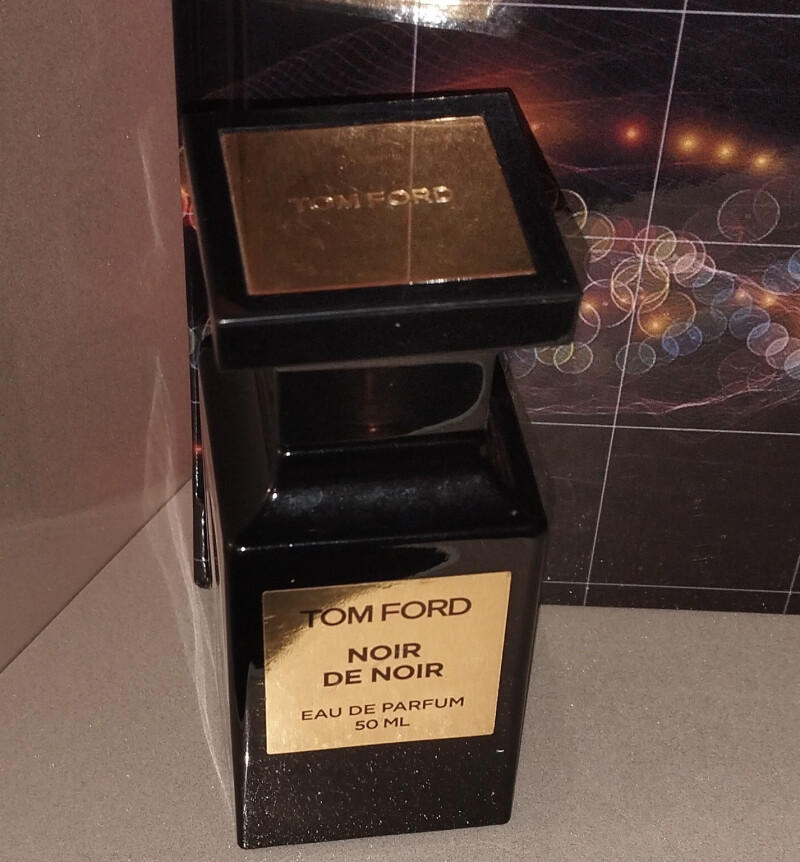 TOM FORD
TOM FORD
NOIR
DE NOIR
EAU DE PARFUM
50 ML